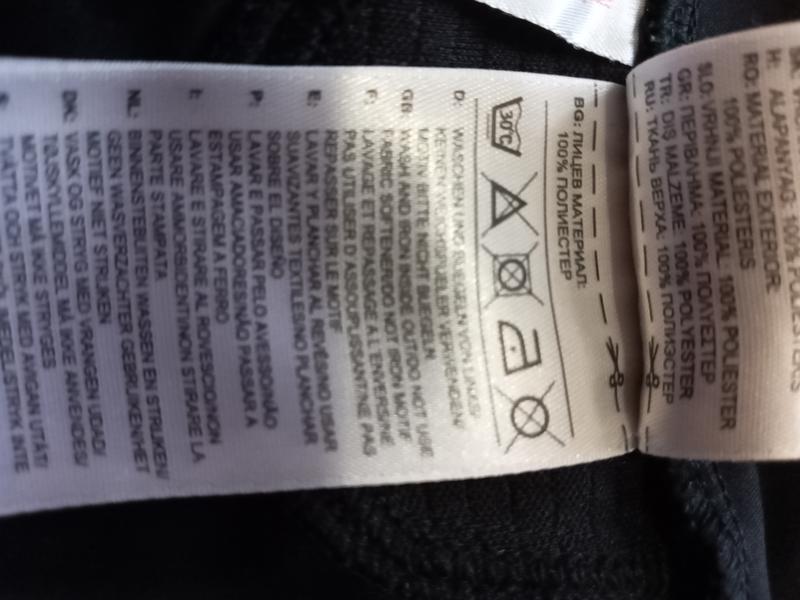 H: ALAPANYAG: 100%
RO: MATERIAL EXTERIOR:
100% POLIESTERIS
SLO: VRHNJI MATERIAL: 100% POLIESTER
GR: ΠΕΡΙΒΛΗΜΑ: 100% ΠΟΛΥΕΣΤΕΡ
TR: DIŞ MALZEME: 100% POLYESTER
RU: ТКАНЬ ВЕРХА: 100% ПОЛИЭСТЕР
BG: ЛИЦЕВ МАТЕРИАЛ:
100% ПОЛИЕСТЕР
30°C
D: WASCHEN UND BUEGELN VON LINKS/
KEINEN WEICHSPUELER VERWENDEN/
MOTIV BITTE NICHT BUEGELN
GB: WASH AND IRON INSIDE OUT/DO NOT USE
FABRIC SOFTENER/DO NOT IRON MOTIF
F: LAVAGE ET REPASSAGE A L'ENVERS/NE
PAS UTILISER D'ASSOUPLISSANT/NE PAS
REPASSER SUR LE MOTIF
E: LAVAR Y PLANCHAR AL REVÉS/NO USAR
SUAVIZANTES TEXTILES/NO PLANCHAR
SOBRE EL DISEÑO
P: LAVAR E PASSAR PELO AVESSO/NÃO
USAR AMACIADORES/NÃO PASSAR A
ESTAMPAGEM A FERRO
I: LAVARE E STIRARE AL ROVESCIO/NON
USARE AMMORBIDENTI/NON STIRARE LA
PARTE STAMPATA
NL: BINNENSTEBUITEN WASSEN EN STRIJKEN/
GEEN WASVERZACHTER GEBRUIKEN/HET
MOTIEF NIET STRIJKEN
DK: VASK OG STRYG MED VRANGEN UDAD/
TØJSKYLLEMIDDEL MÅ IKKE ANVENDES/
MOTIVET MÅ IKKE STRYGES
S: TVÄTTA OCH STRYK MED AVIGAN UTÅT/